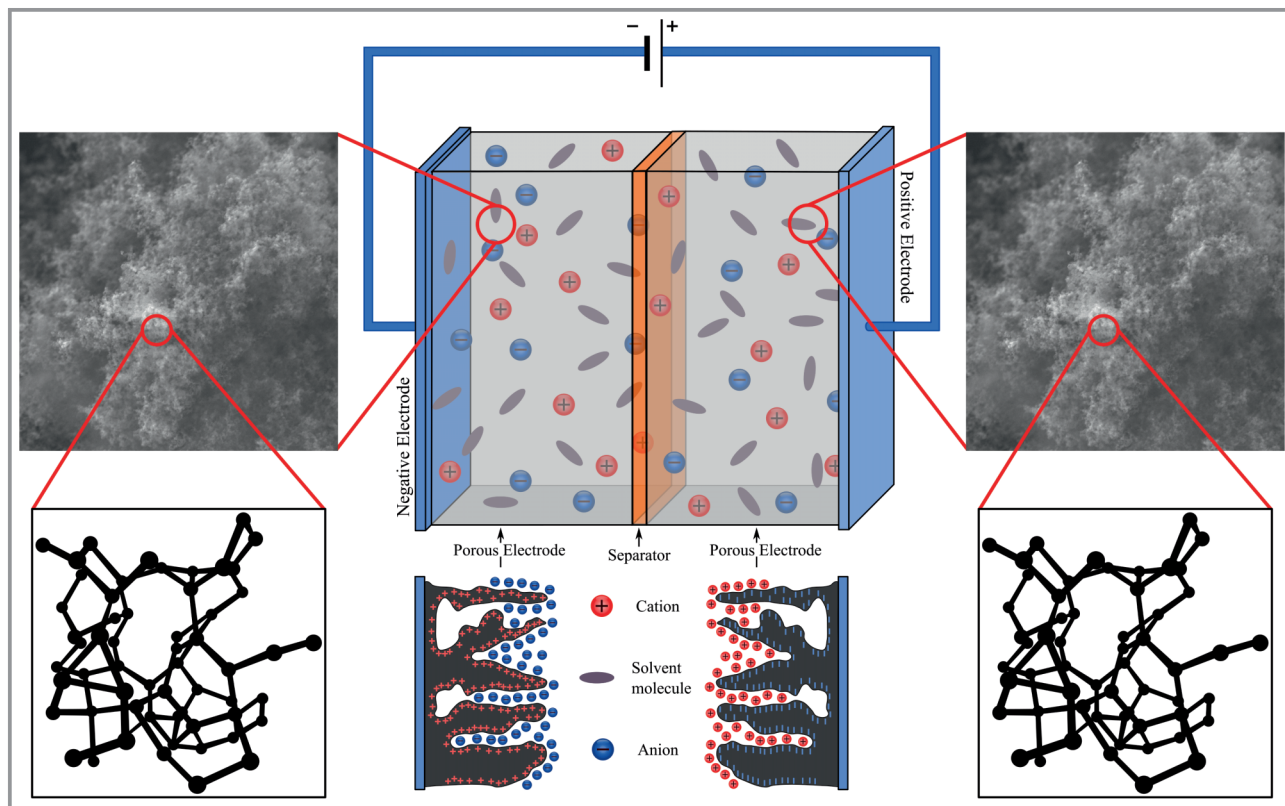 − +
Negative Electrode
Positive Electrode
Porous Electrode
Separator
Porous Electrode
Cation
Solvent
molecule
Anion